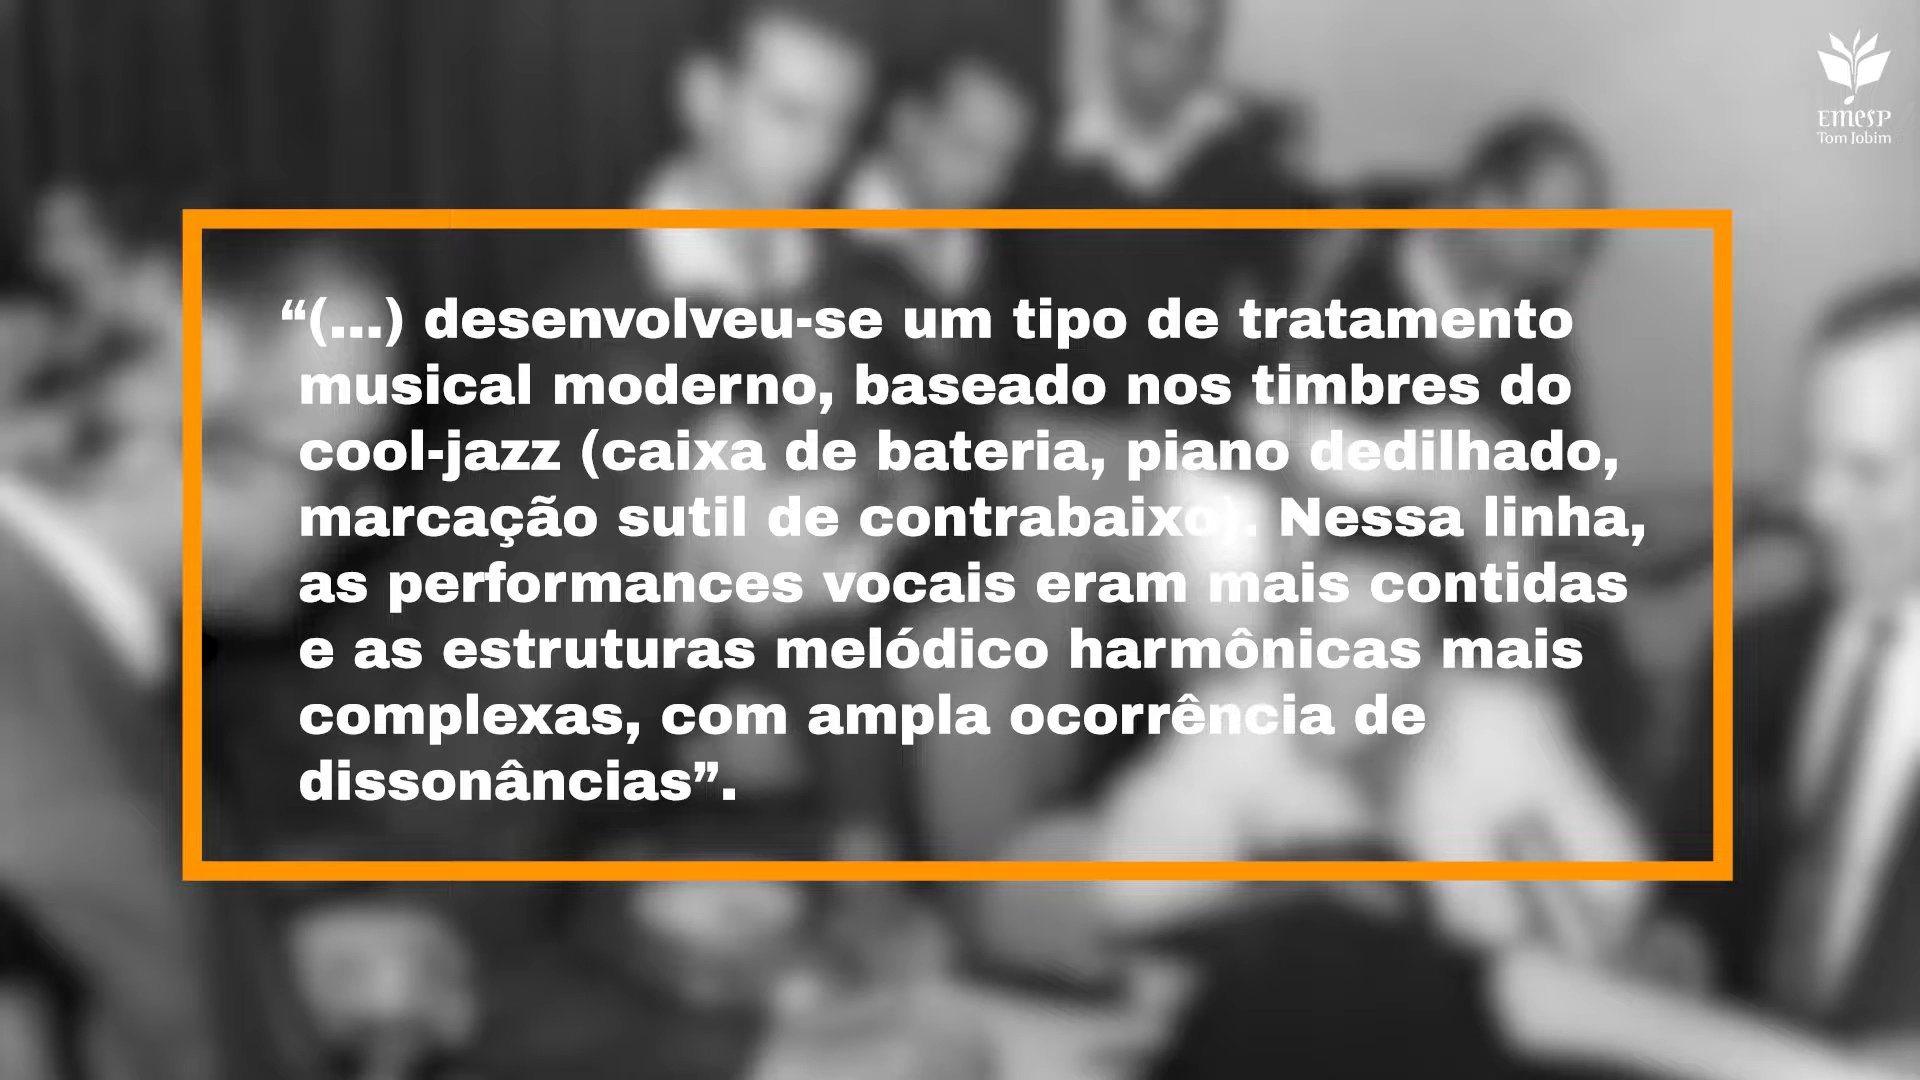 EMESP
Tom Jobim
“(...) desenvolveu-se um tipo de tratamento
musical moderno, baseado nos timbres do
cool-jazz (caixa de bateria, piano dedilhado,
marcação sutil de contrabaixo). Nessa linha,
as performances vocais eram mais contidas
e as estruturas melódico harmônicas mais
complexas, com ampla ocorrência de
dissonâncias”.